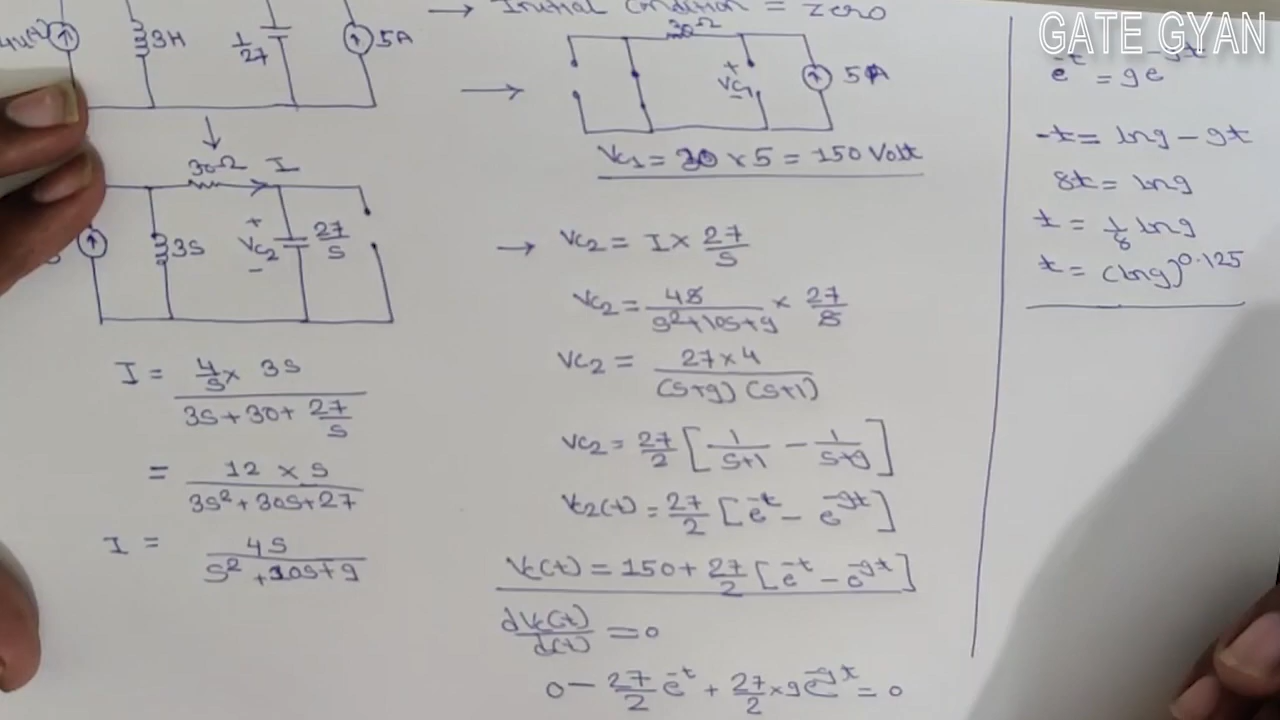 → Initial condition = zero
4u(t) 3H 1/27 5A
30Ω
→ Vc1 5A
Vc1 = 30 × 5 = 150 Volt
30Ω I
3s Vc2 27/s
I = (4/s × 3s)/(3s + 30 + 27/s)
= (12 × s)/(3s² + 30s + 27)
I = 4s/(s² + 10s + 9)
→ Vc2 = I × 27/s
Vc2 = 4s/(s² + 10s + 9) × 27/s
Vc2 = (27 × 4)/((s+9) (s+1))
Vc2 = 27/2 [1/(s+1) − 1/(s+9)]
Vc2(t) = 27/2 [e^-t − e^-9t]
Vc(t) = 150 + 27/2 [e^-t − e^-9t]
dVc(t)/d(t) = 0
0 − 27/2 e^-t + 27/2 × 9e^-9t = 0
GATE GYAN
e^-t = 9e^-9t
-t = ln9 − 9t
8t = ln9
t = 1/8 ln9
t = (ln9)^0.125